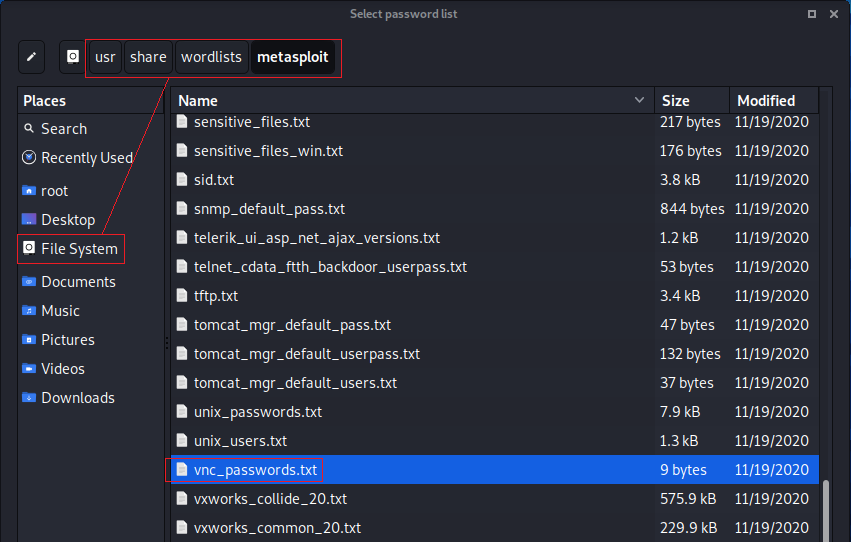 Select password list
usr share wordlists metasploit
Places
Search
Recently Used
root
Desktop
File System
Documents
Music
Pictures
Videos
Downloads
Name Size Modified
sensitive_files.txt 217 bytes 11/19/2020
sensitive_files_win.txt 176 bytes 11/19/2020
sid.txt 3.8 kB 11/19/2020
snmp_default_pass.txt 844 bytes 11/19/2020
telerik_ui_asp_net_ajax_versions.txt 1.2 kB 11/19/2020
telnet_cdata_ftth_backdoor_userpass.txt 53 bytes 11/19/2020
tftp.txt 3.4 kB 11/19/2020
tomcat_mgr_default_pass.txt 47 bytes 11/19/2020
tomcat_mgr_default_userpass.txt 132 bytes 11/19/2020
tomcat_mgr_default_users.txt 37 bytes 11/19/2020
unix_passwords.txt 7.9 kB 11/19/2020
unix_users.txt 1.3 kB 11/19/2020
vnc_passwords.txt 9 bytes 11/19/2020
vxworks_collide_20.txt 575.9 kB 11/19/2020
vxworks_common_20.txt 229.9 kB 11/19/2020